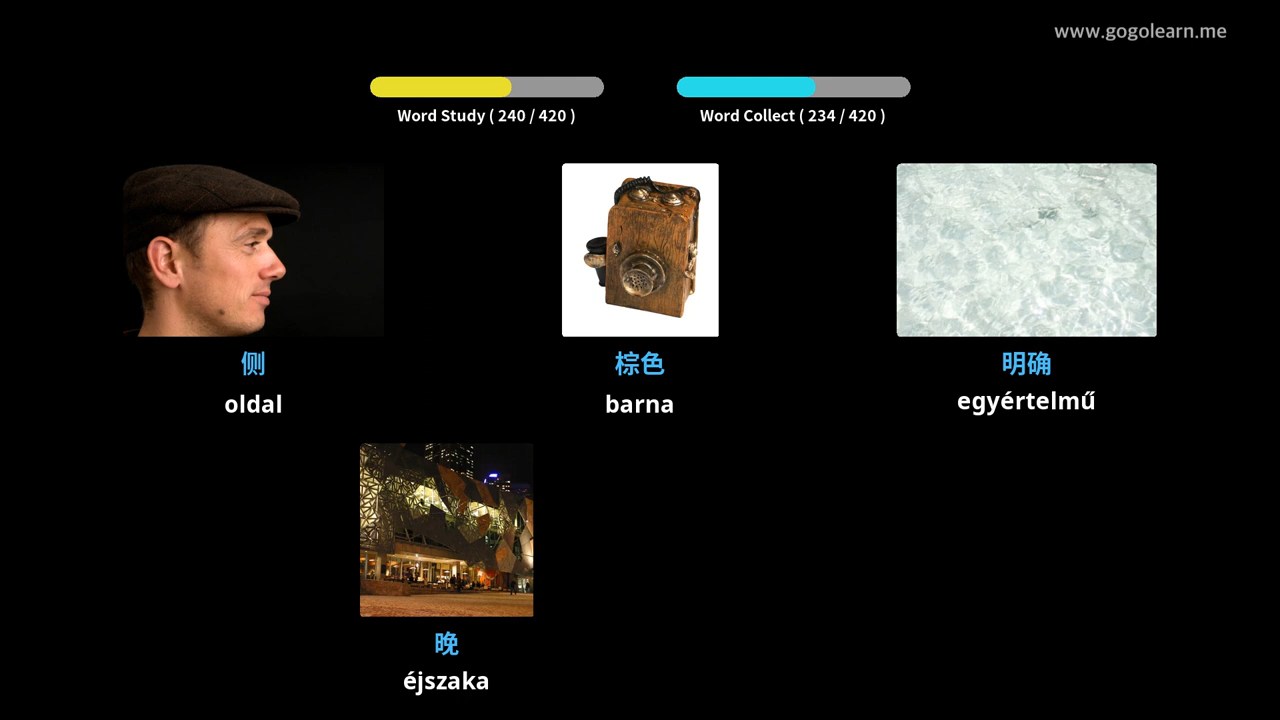 www.gogolearn.me
Word Study ( 240 / 420 )
Word Collect ( 234 / 420 )
侧
oldal
棕色
barna
明确
egyértelmű
晚
éjszaka